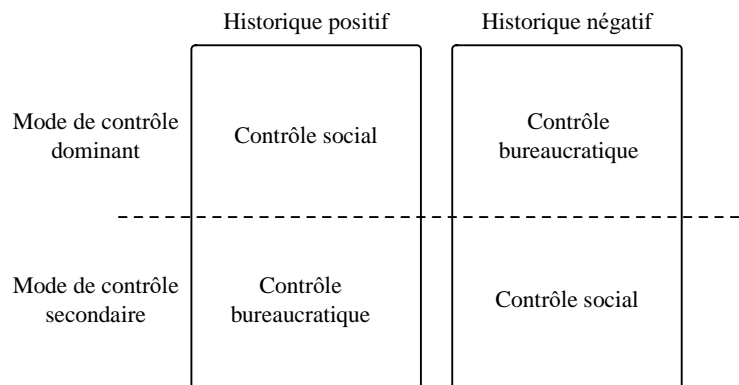 Historique positif
Historique négatif
Mode de contrôle
dominant
Contrôle social
Contrôle
bureaucratique
Mode de contrôle
secondaire
Contrôle
bureaucratique
Contrôle social